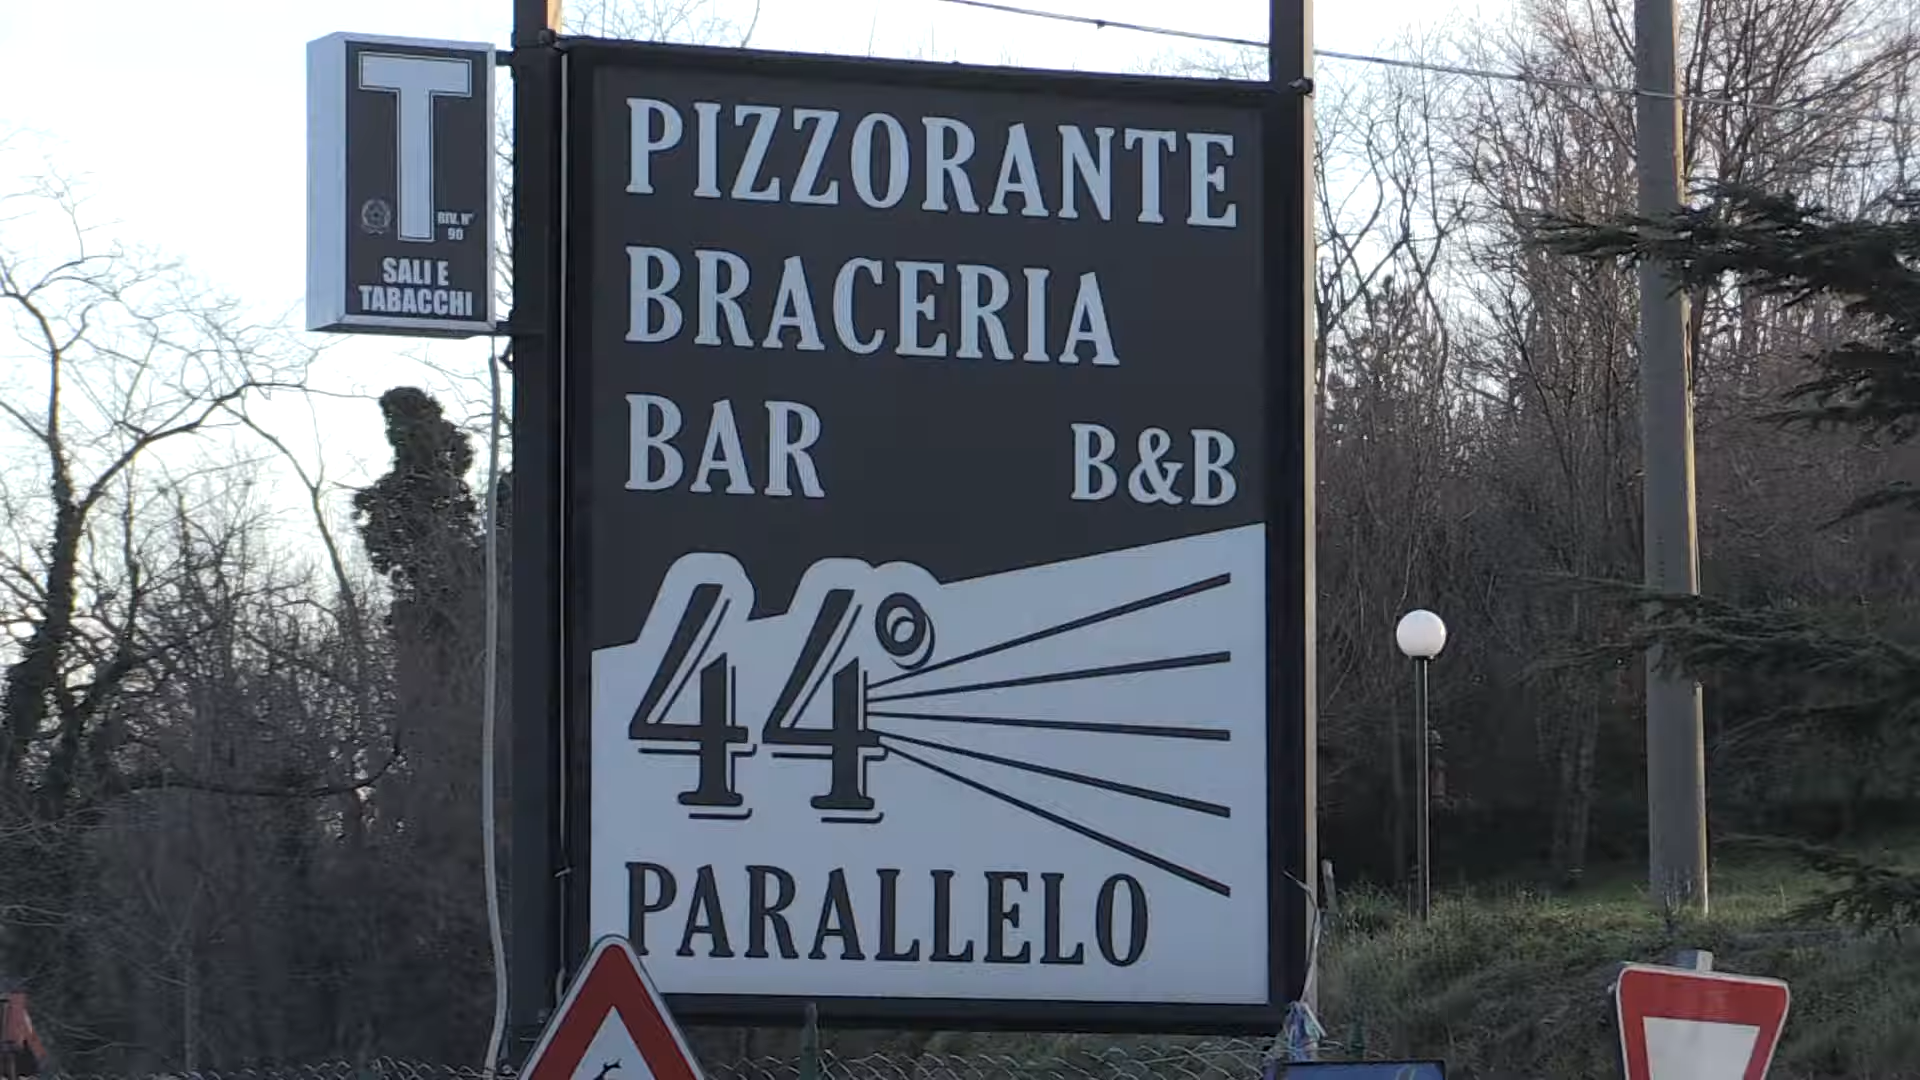 T
RIV. N°
90
SALI E
TABACCHI
PIZZORANTE
BRACERIA
BAR B&B
44°
PARALLELO